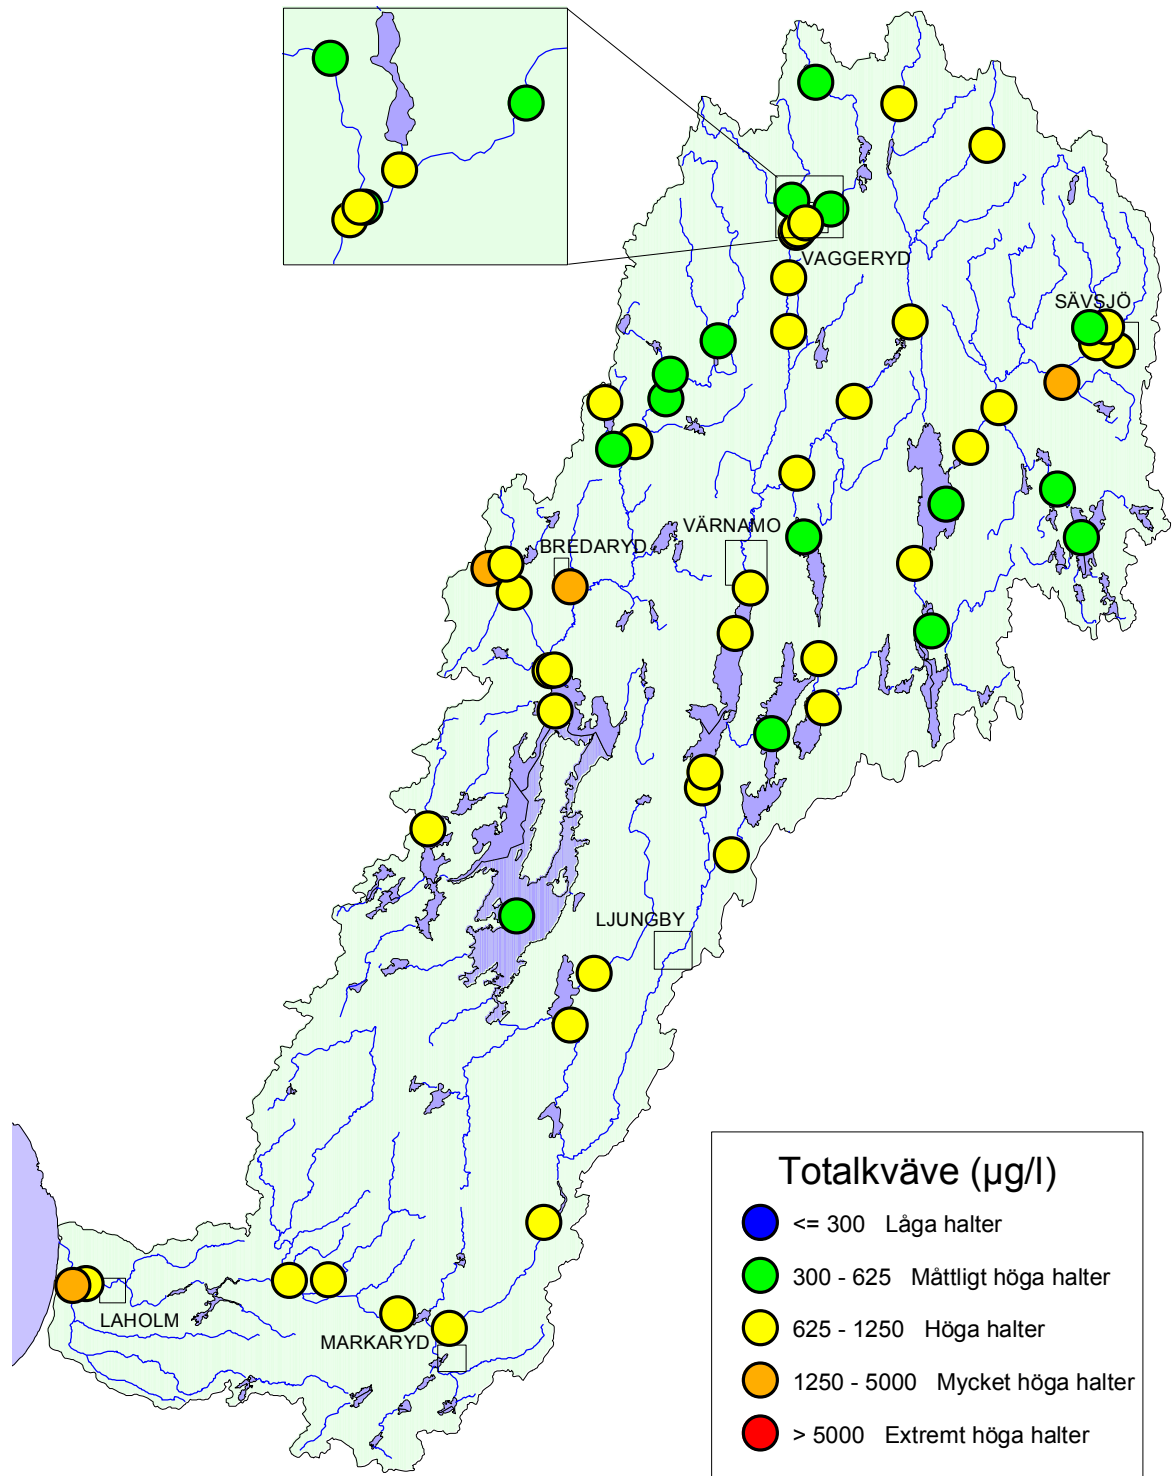 VAGGERYD
SÄVSJÖ
VÄRNAMO
BREDARYD
LJUNGBY
LAHOLM
MARKARYD
Totalkväve (µg/l)
<= 300 Låga halter
300 - 625 Måttligt höga halter
625 - 1250 Höga halter
1250 - 5000 Mycket höga halter
> 5000 Extremt höga halter